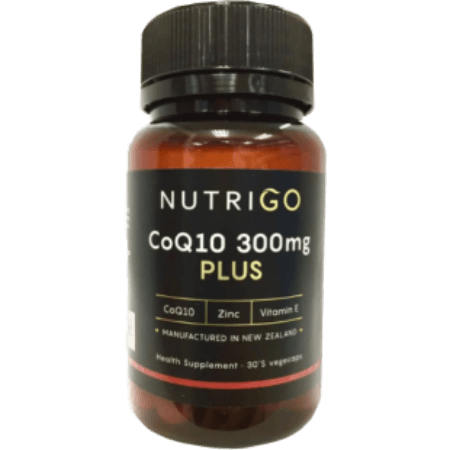 NUTRIGO
CoQ10 300mg
PLUS
CoQ10 | Zinc | Vitamin E
• MANUFACTURED IN NEW ZEALAND •
Health Supplement · 30'S vegecaps